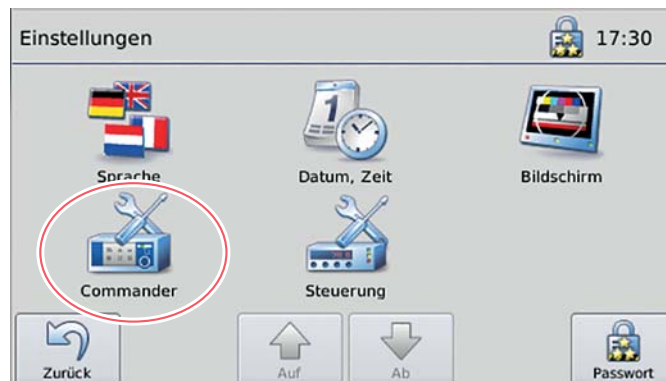 Einstellungen 17:30
Sprache Datum, Zeit Bildschirm
Commander Steuerung
Zurück Auf Ab Passwort